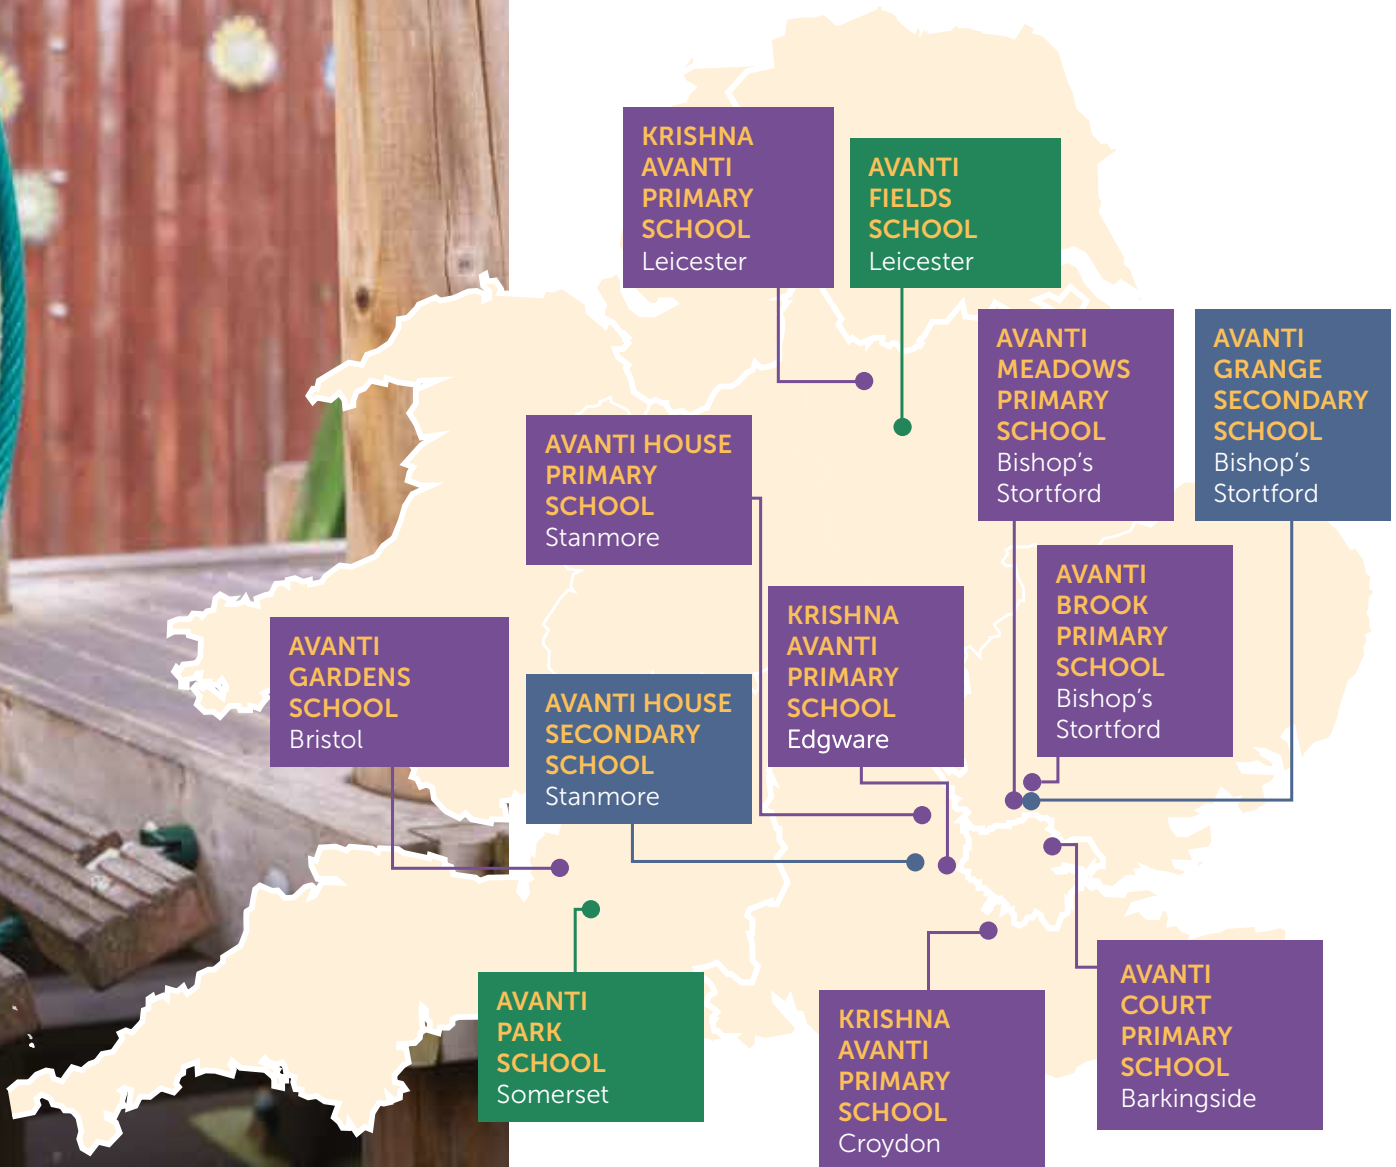 KRISHNA
AVANTI
PRIMARY
SCHOOL
Leicester
AVANTI
FIELDS
SCHOOL
Leicester
AVANTI
MEADOWS
PRIMARY
SCHOOL
Bishop’s
Stortford
AVANTI
GRANGE
SECONDARY
SCHOOL
Bishop’s
Stortford
AVANTI HOUSE
PRIMARY
SCHOOL
Stanmore
AVANTI
BROOK
PRIMARY
SCHOOL
Bishop’s
Stortford
KRISHNA
AVANTI
PRIMARY
SCHOOL
Edgware
AVANTI
GARDENS
SCHOOL
Bristol
AVANTI HOUSE
SECONDARY
SCHOOL
Stanmore
AVANTI
PARK
SCHOOL
Somerset
KRISHNA
AVANTI
PRIMARY
SCHOOL
Croydon
AVANTI
COURT
PRIMARY
SCHOOL
Barkingside